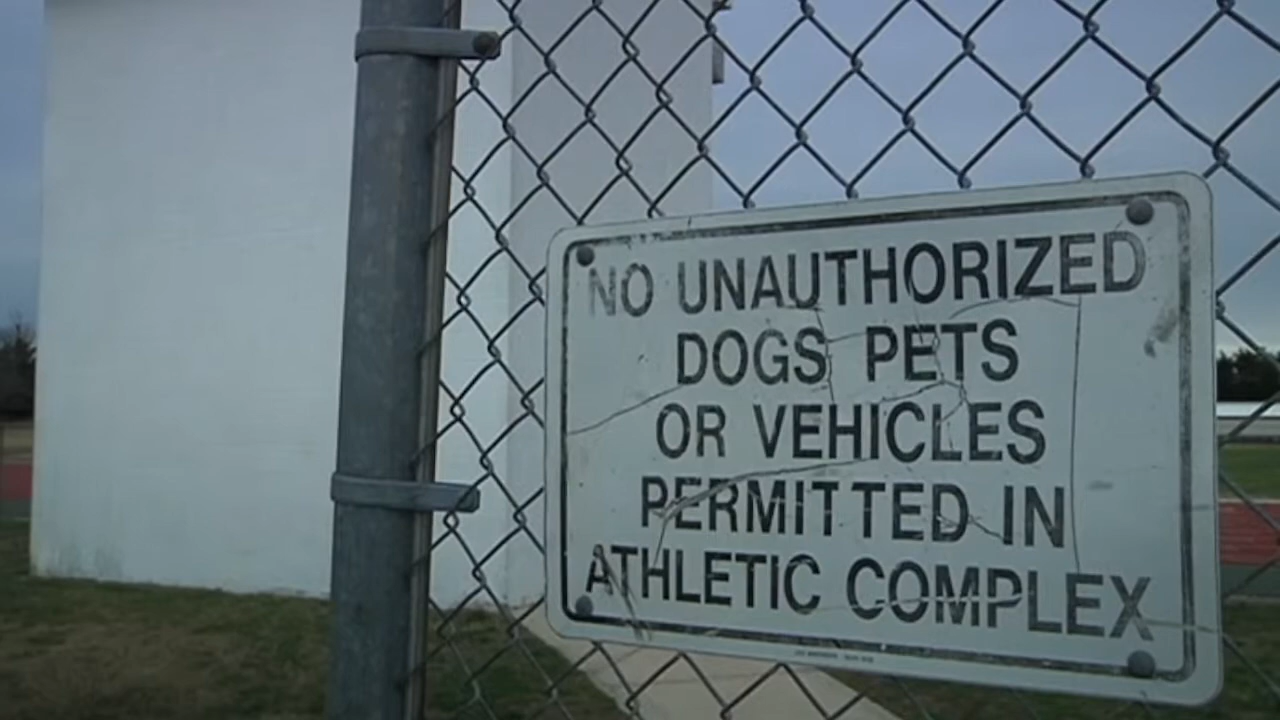 NO UNAUTHORIZED
DOGS PETS
OR VEHICLES
PERMITTED IN
ATHLETIC COMPLEX